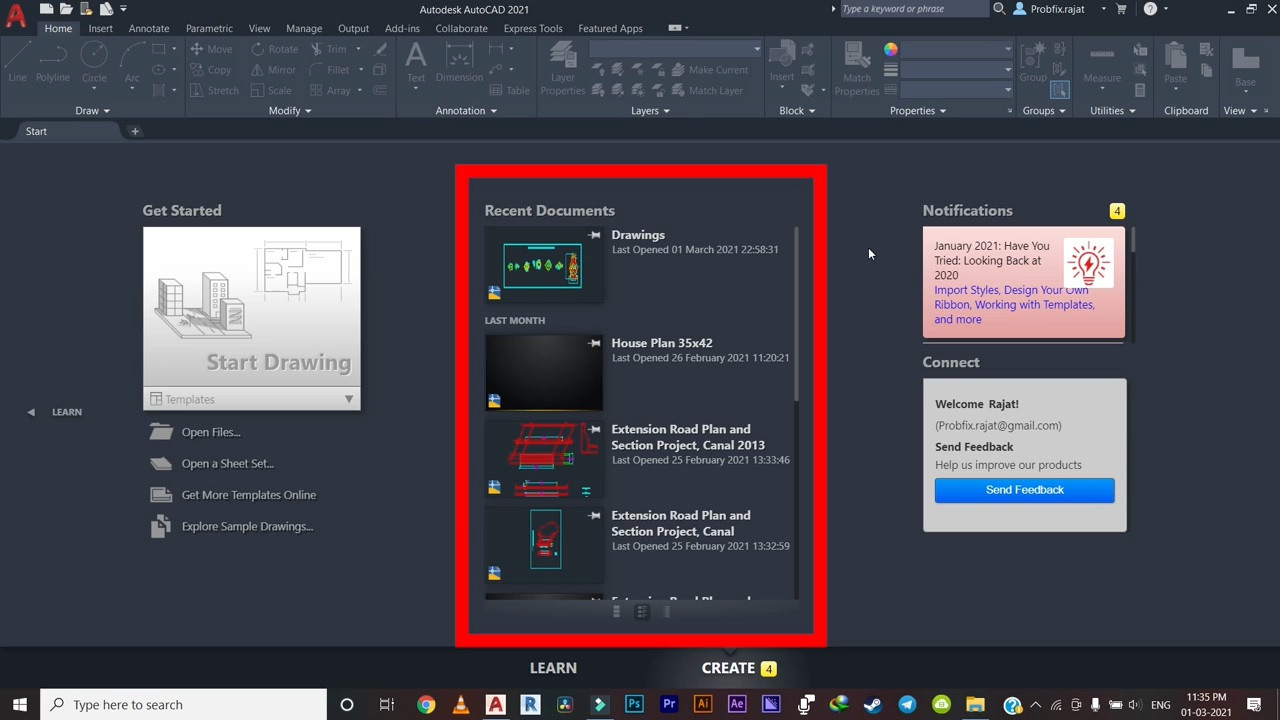 Autodesk AutoCAD 2021
Type a keyword or phrase
Probfix.rajat
Home Insert Annotate Parametric View Manage Output Add-ins Collaborate Express Tools Featured Apps
Line Polyline Circle Arc
Move Rotate Trim
Copy Mirror Fillet
Stretch Scale Array
Text Dimension
Table
Layer Properties
Make Current
Match Layer
Insert
Match Properties
Group
Measure
Paste
Base
Draw Modify Annotation Layers Block Properties Groups Utilities Clipboard View
Start
Get Started
Start Drawing
Templates
Open Files...
Open a Sheet Set...
Get More Templates Online
Explore Sample Drawings...
LEARN
Recent Documents
Drawings
Last Opened 01 March 2021 22:58:31
LAST MONTH
House Plan 35x42
Last Opened 26 February 2021 11:20:21
Extension Road Plan and
Section Project, Canal 2013
Last Opened 25 February 2021 13:33:46
Extension Road Plan and
Section Project, Canal
Last Opened 25 February 2021 13:32:59
Notifications 4
January 2021: Have You
Tried: Looking Back at
2020
Import Styles, Design Your Own
Ribbon, Working with Templates,
and more
Connect
Welcome Rajat!
(Probfix.rajat@gmail.com)
Send Feedback
Help us improve our products
Send Feedback
LEARN CREATE 4
Type here to search
Ps Pr Ai Ae
ENG
11:35 PM
01-03-2021